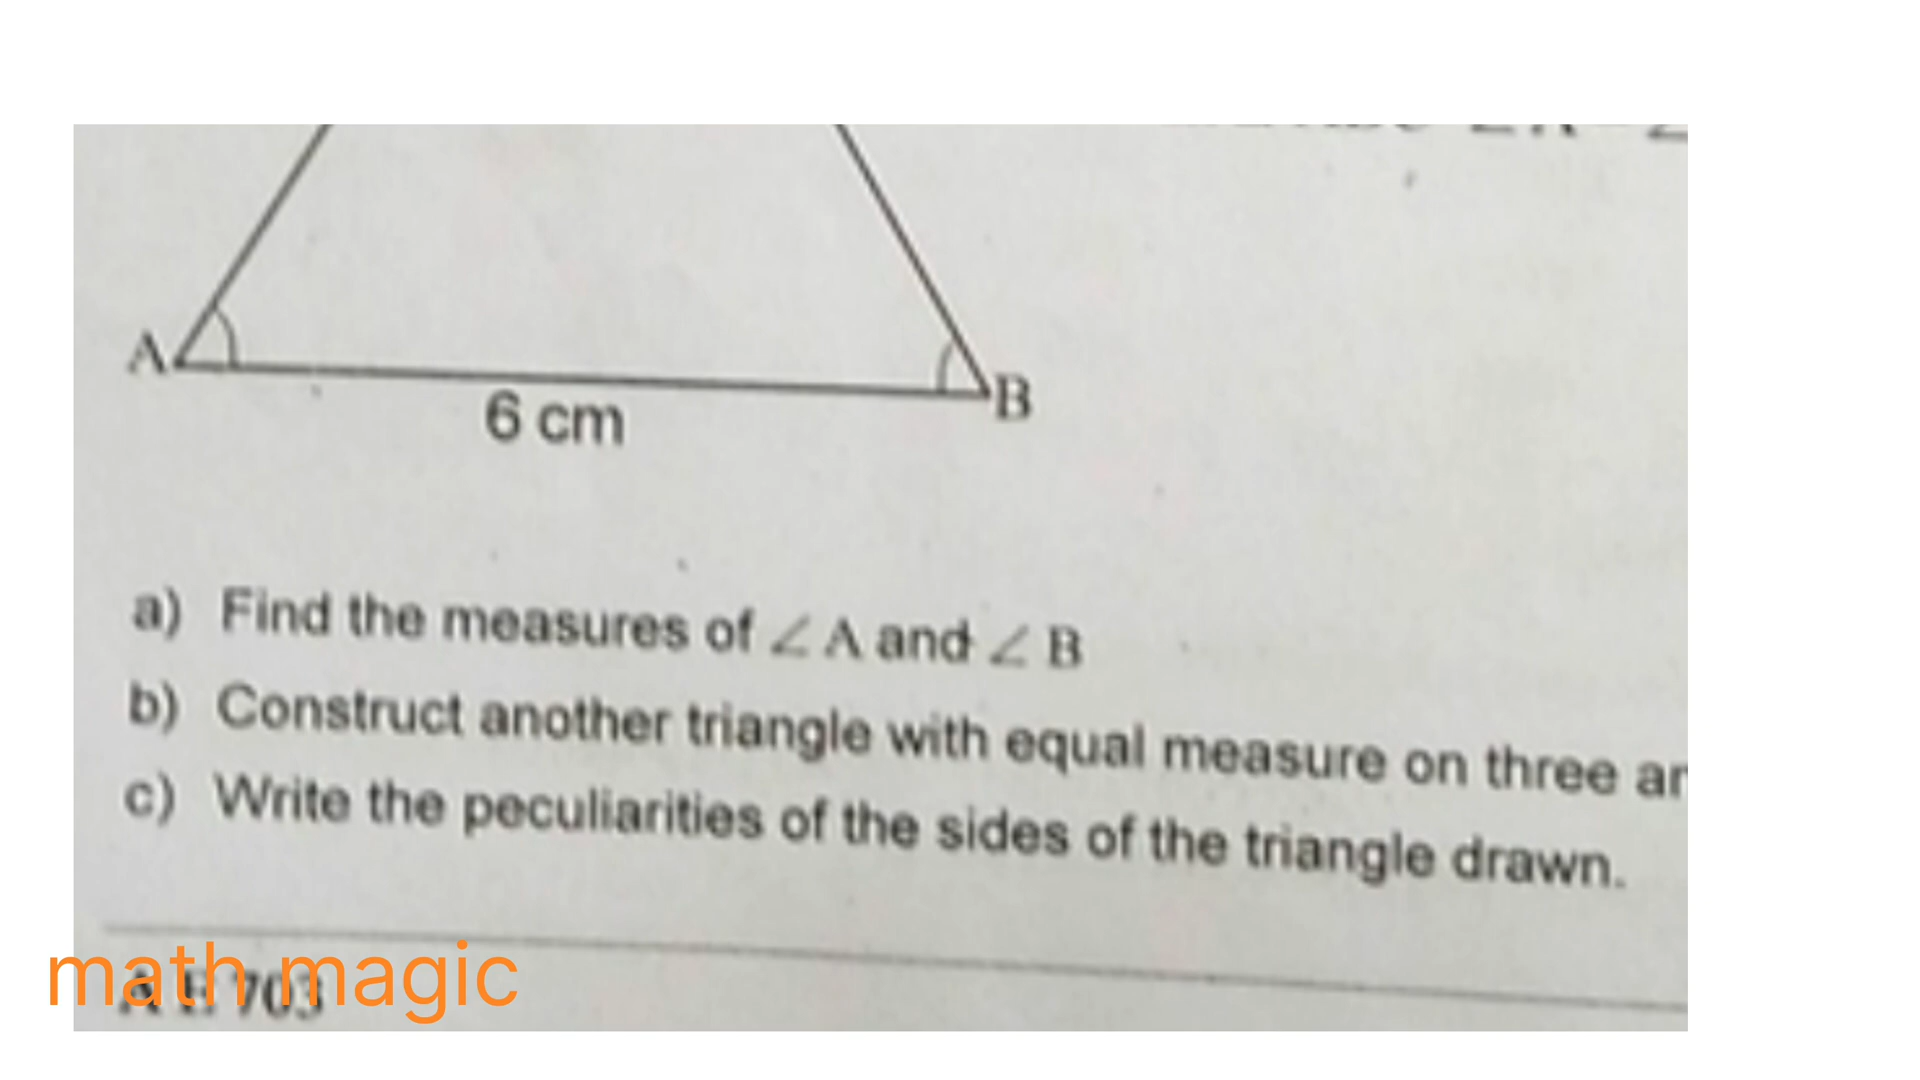 A
B
6 cm
a) Find the measures of ∠A and ∠B
b) Construct another triangle with equal measure on three
c) Write the peculiarities of the sides of the triangle drawn.
math magic
703